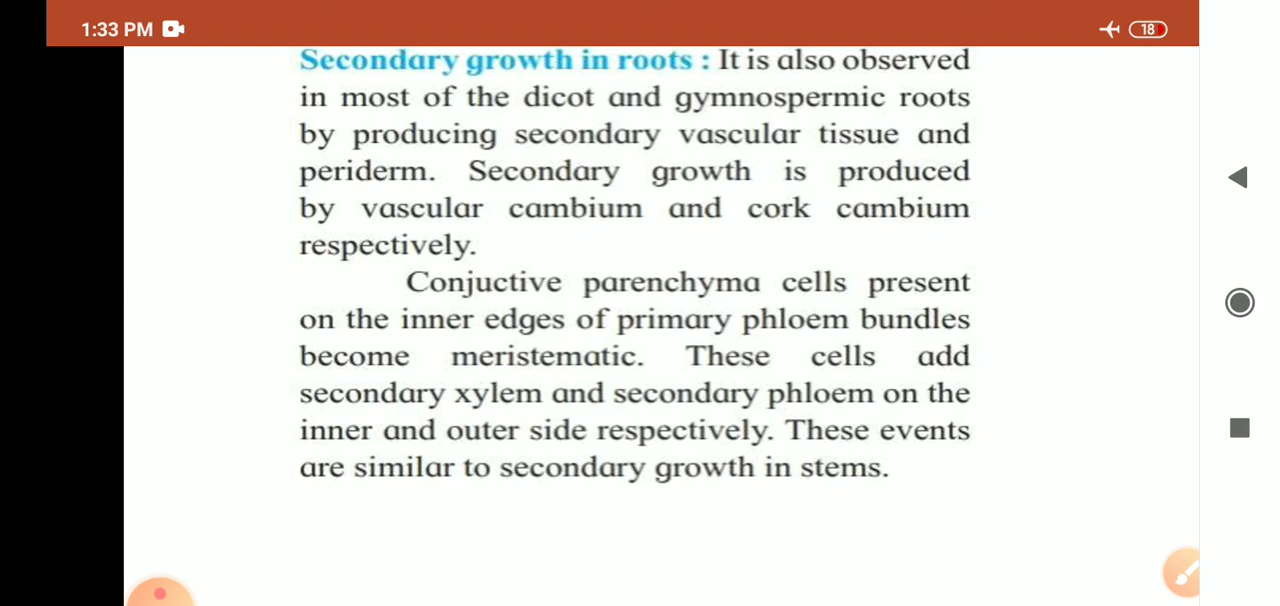 1:33 PM
18
Secondary growth in roots : It is also observed
in most of the dicot and gymnospermic roots
by producing secondary vascular tissue and
periderm. Secondary growth is produced
by vascular cambium and cork cambium
respectively.
Conjuctive parenchyma cells present
on the inner edges of primary phloem bundles
become meristematic. These cells add
secondary xylem and secondary phloem on the
inner and outer side respectively. These events
are similar to secondary growth in stems.